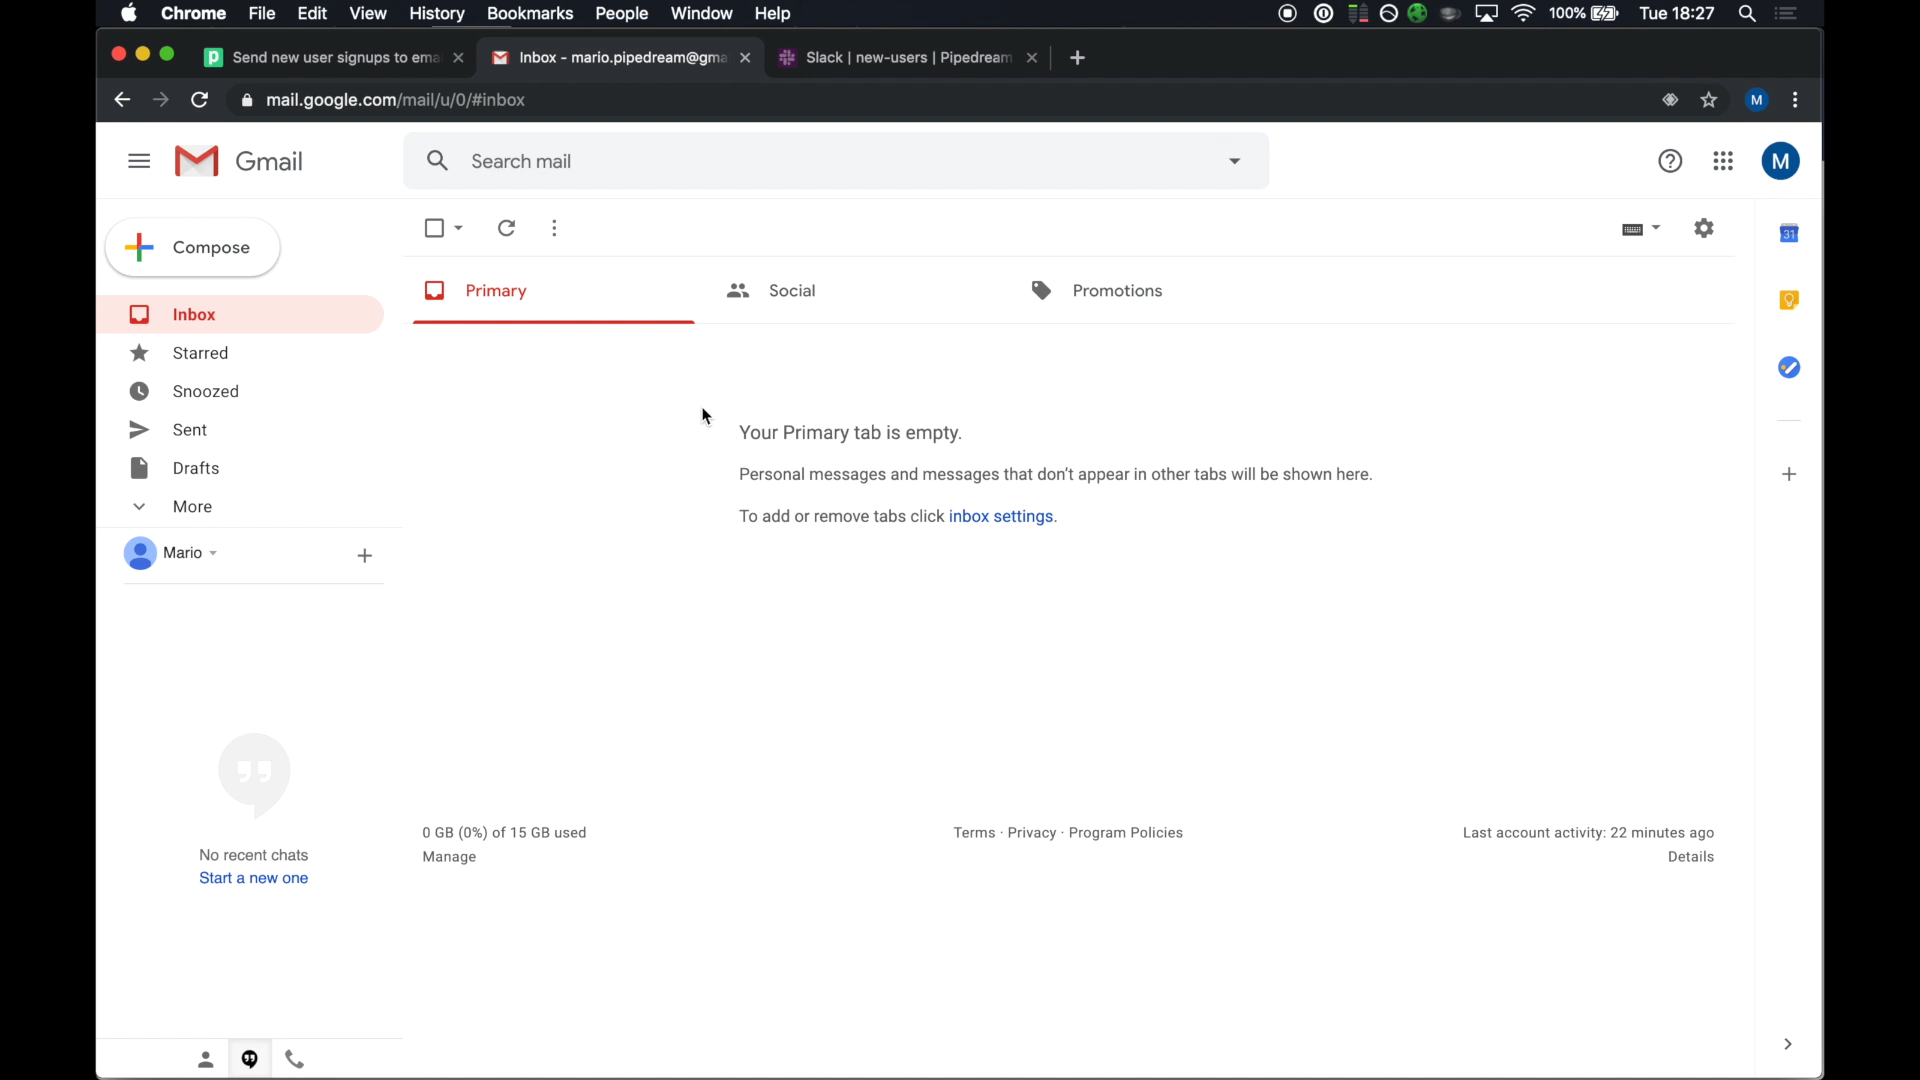 Chrome File Edit View History Bookmarks People Window Help 100% Tue 18:27
Send new user signups to ema Inbox - mario.pipedream@gma Slack | new-users | Pipedream
mail.google.com/mail/u/0/#inbox M
Gmail Search mail M
Compose
31
Primary Social Promotions
Inbox
Starred
Snoozed
Sent
Drafts
More
Your Primary tab is empty.
Personal messages and messages that don't appear in other tabs will be shown here.
To add or remove tabs click inbox settings.
Mario
No recent chats
Start a new one
0 GB (0%) of 15 GB used
Manage
Terms · Privacy · Program Policies
Last account activity: 22 minutes ago
Details